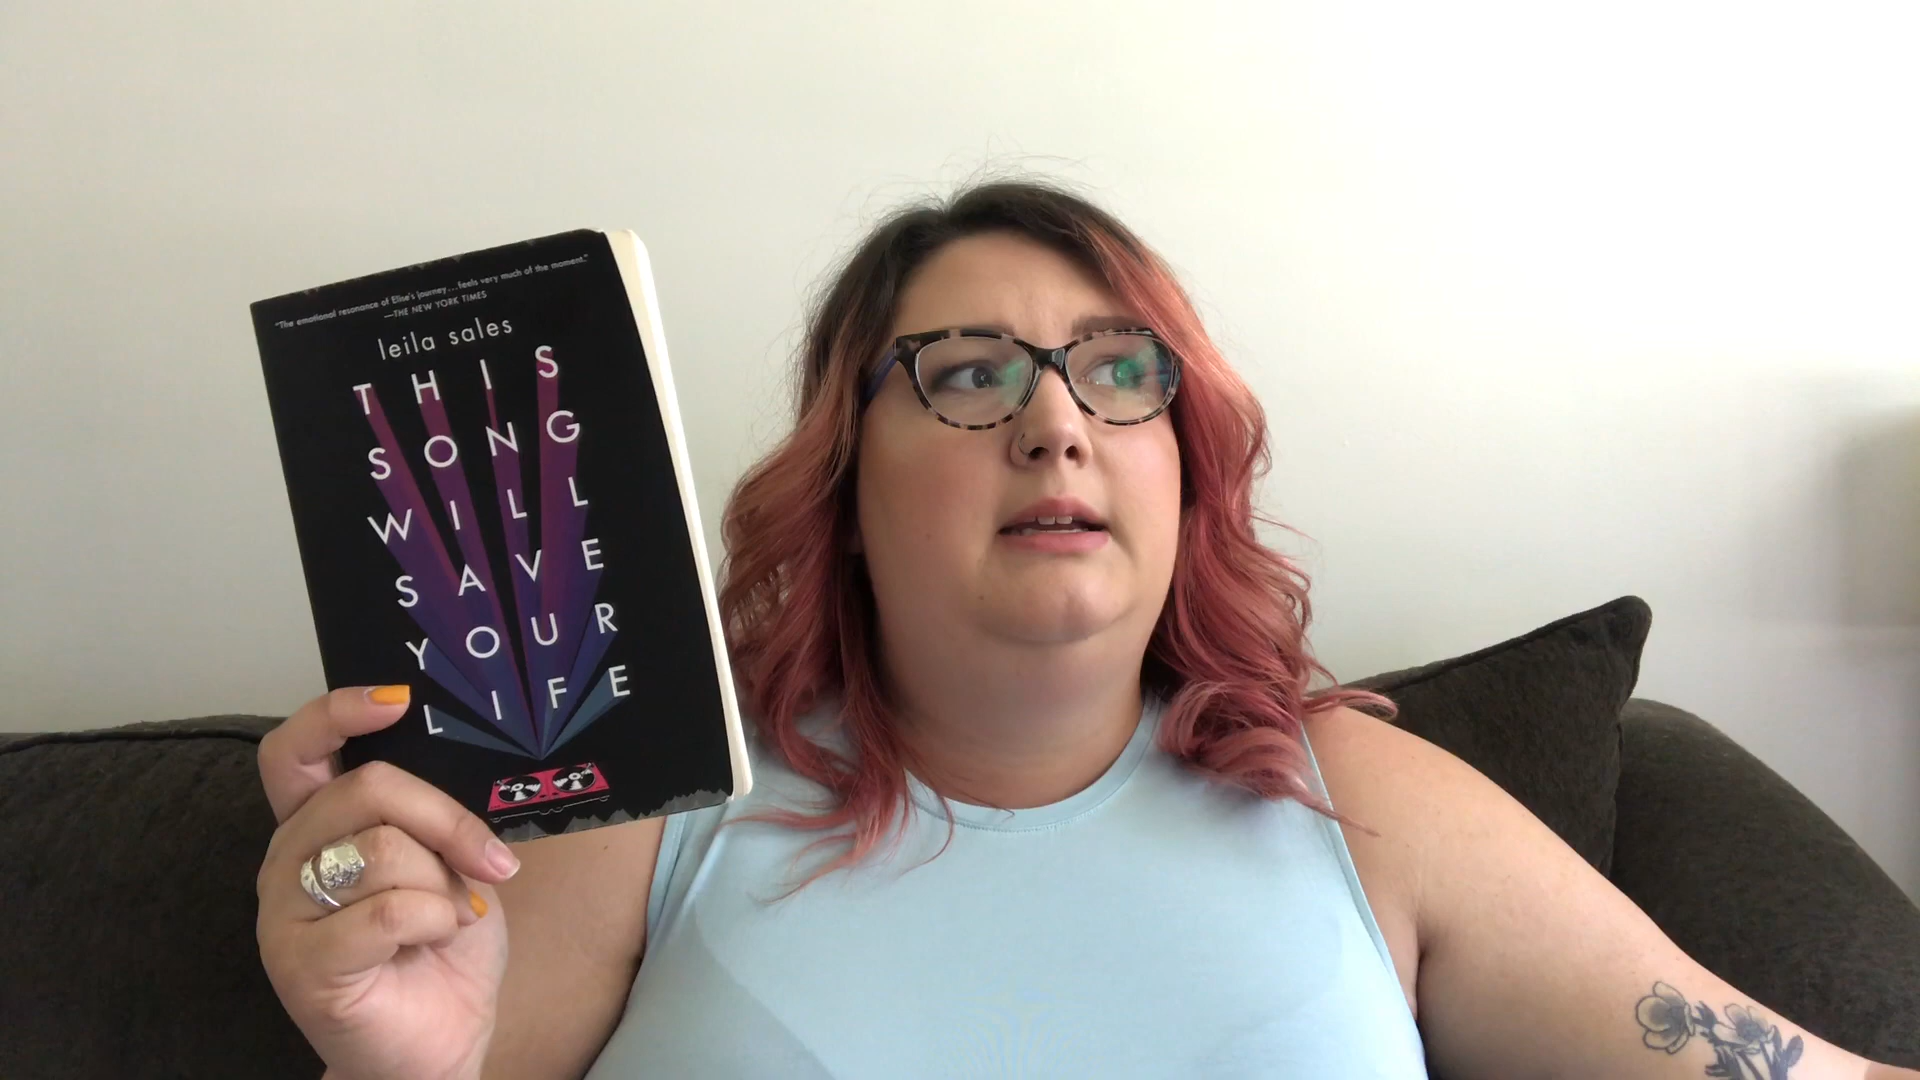 "The emotional resonance of Elise's journey...feels very much of the moment."
—THE NEW YORK TIMES
leila sales
THIS
SONG
WILL
SAVE
YOUR
LIFE